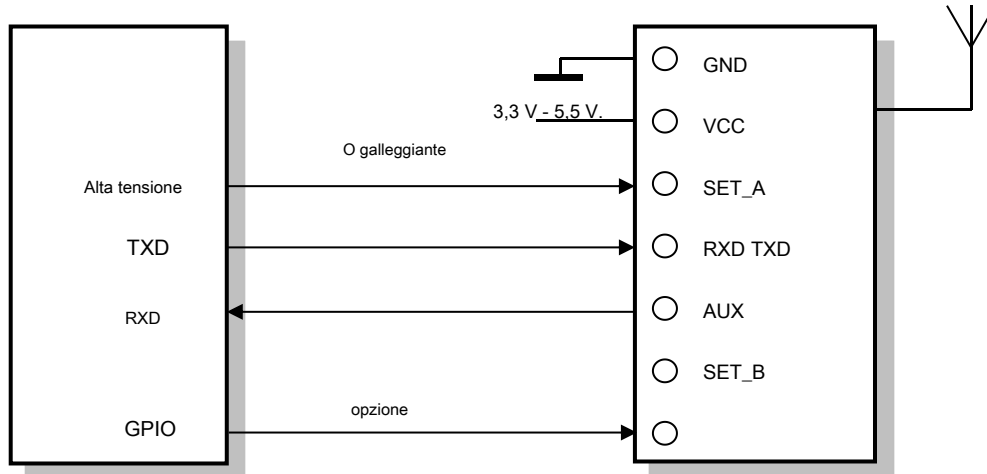 GND
3,3 V - 5,5 V.
VCC
O galleggiante
Alta tensione
SET_A
TXD
RXD TXD
RXD
AUX
SET_B
opzione
GPIO